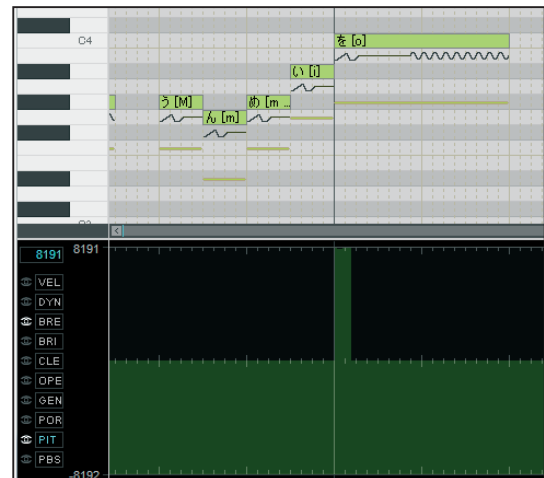 C4
を [o]
い [i]
う [M]
め [m ...
ん [m]
8191
8191
VEL
DYN
BRE
BRI
CLE
OPE
GEN
POR
PIT
PBS
-8192